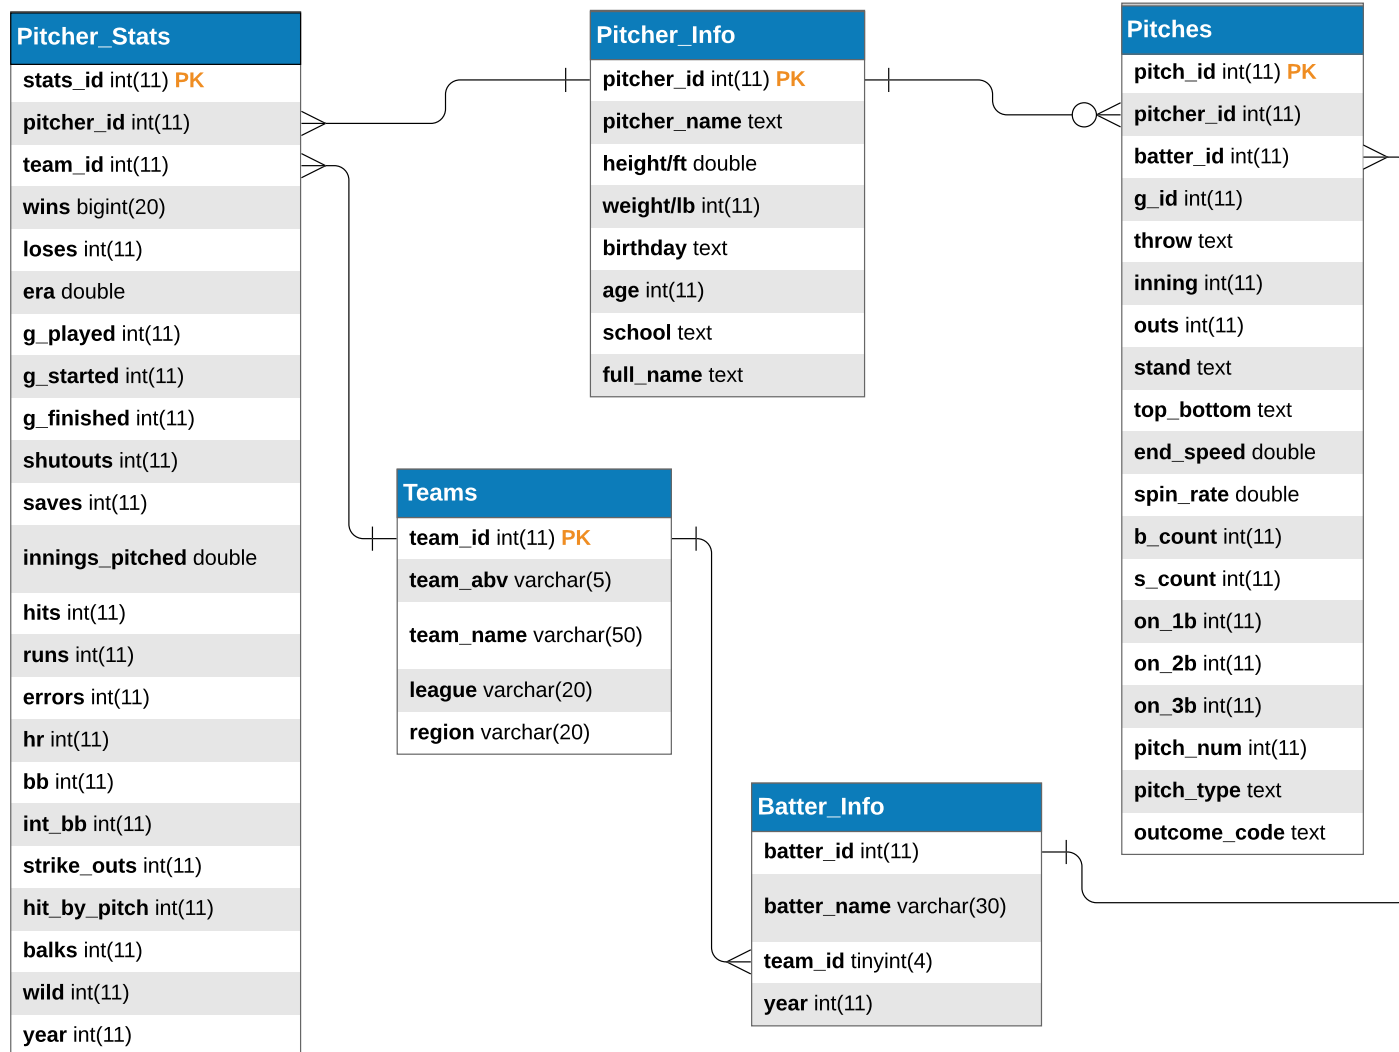 Pitcher_Stats
stats_id int(11) PK
pitcher_id int(11)
team_id int(11)
wins bigint(20)
loses int(11)
era double
g_played int(11)
g_started int(11)
g_finished int(11)
shutouts int(11)
saves int(11)
innings_pitched double
hits int(11)
runs int(11)
errors int(11)
hr int(11)
bb int(11)
int_bb int(11)
strike_outs int(11)
hit_by_pitch int(11)
balks int(11)
wild int(11)
year int(11)
Pitcher_Info
pitcher_id int(11) PK
pitcher_name text
height/ft double
weight/lb int(11)
birthday text
age int(11)
school text
full_name text
Teams
team_id int(11) PK
team_abv varchar(5)
team_name varchar(50)
league varchar(20)
region varchar(20)
Batter_Info
batter_id int(11)
batter_name varchar(30)
team_id tinyint(4)
year int(11)
Pitches
pitch_id int(11) PK
pitcher_id int(11)
batter_id int(11)
g_id int(11)
throw text
inning int(11)
outs int(11)
stand text
top_bottom text
end_speed double
spin_rate double
b_count int(11)
s_count int(11)
on_1b int(11)
on_2b int(11)
on_3b int(11)
pitch_num int(11)
pitch_type text
outcome_code text